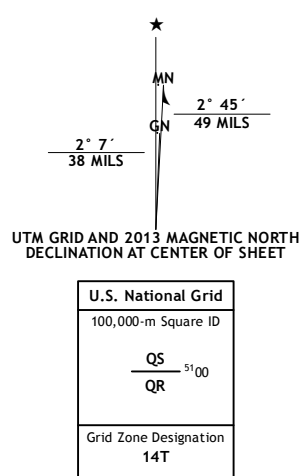 ★
MN
GN
2° 45´
49 MILS
2° 7´
38 MILS
UTM GRID AND 2013 MAGNETIC NORTH
DECLINATION AT CENTER OF SHEET
U.S. National Grid
100,000-m Square ID
QS
5100
QR
Grid Zone Designation
14T